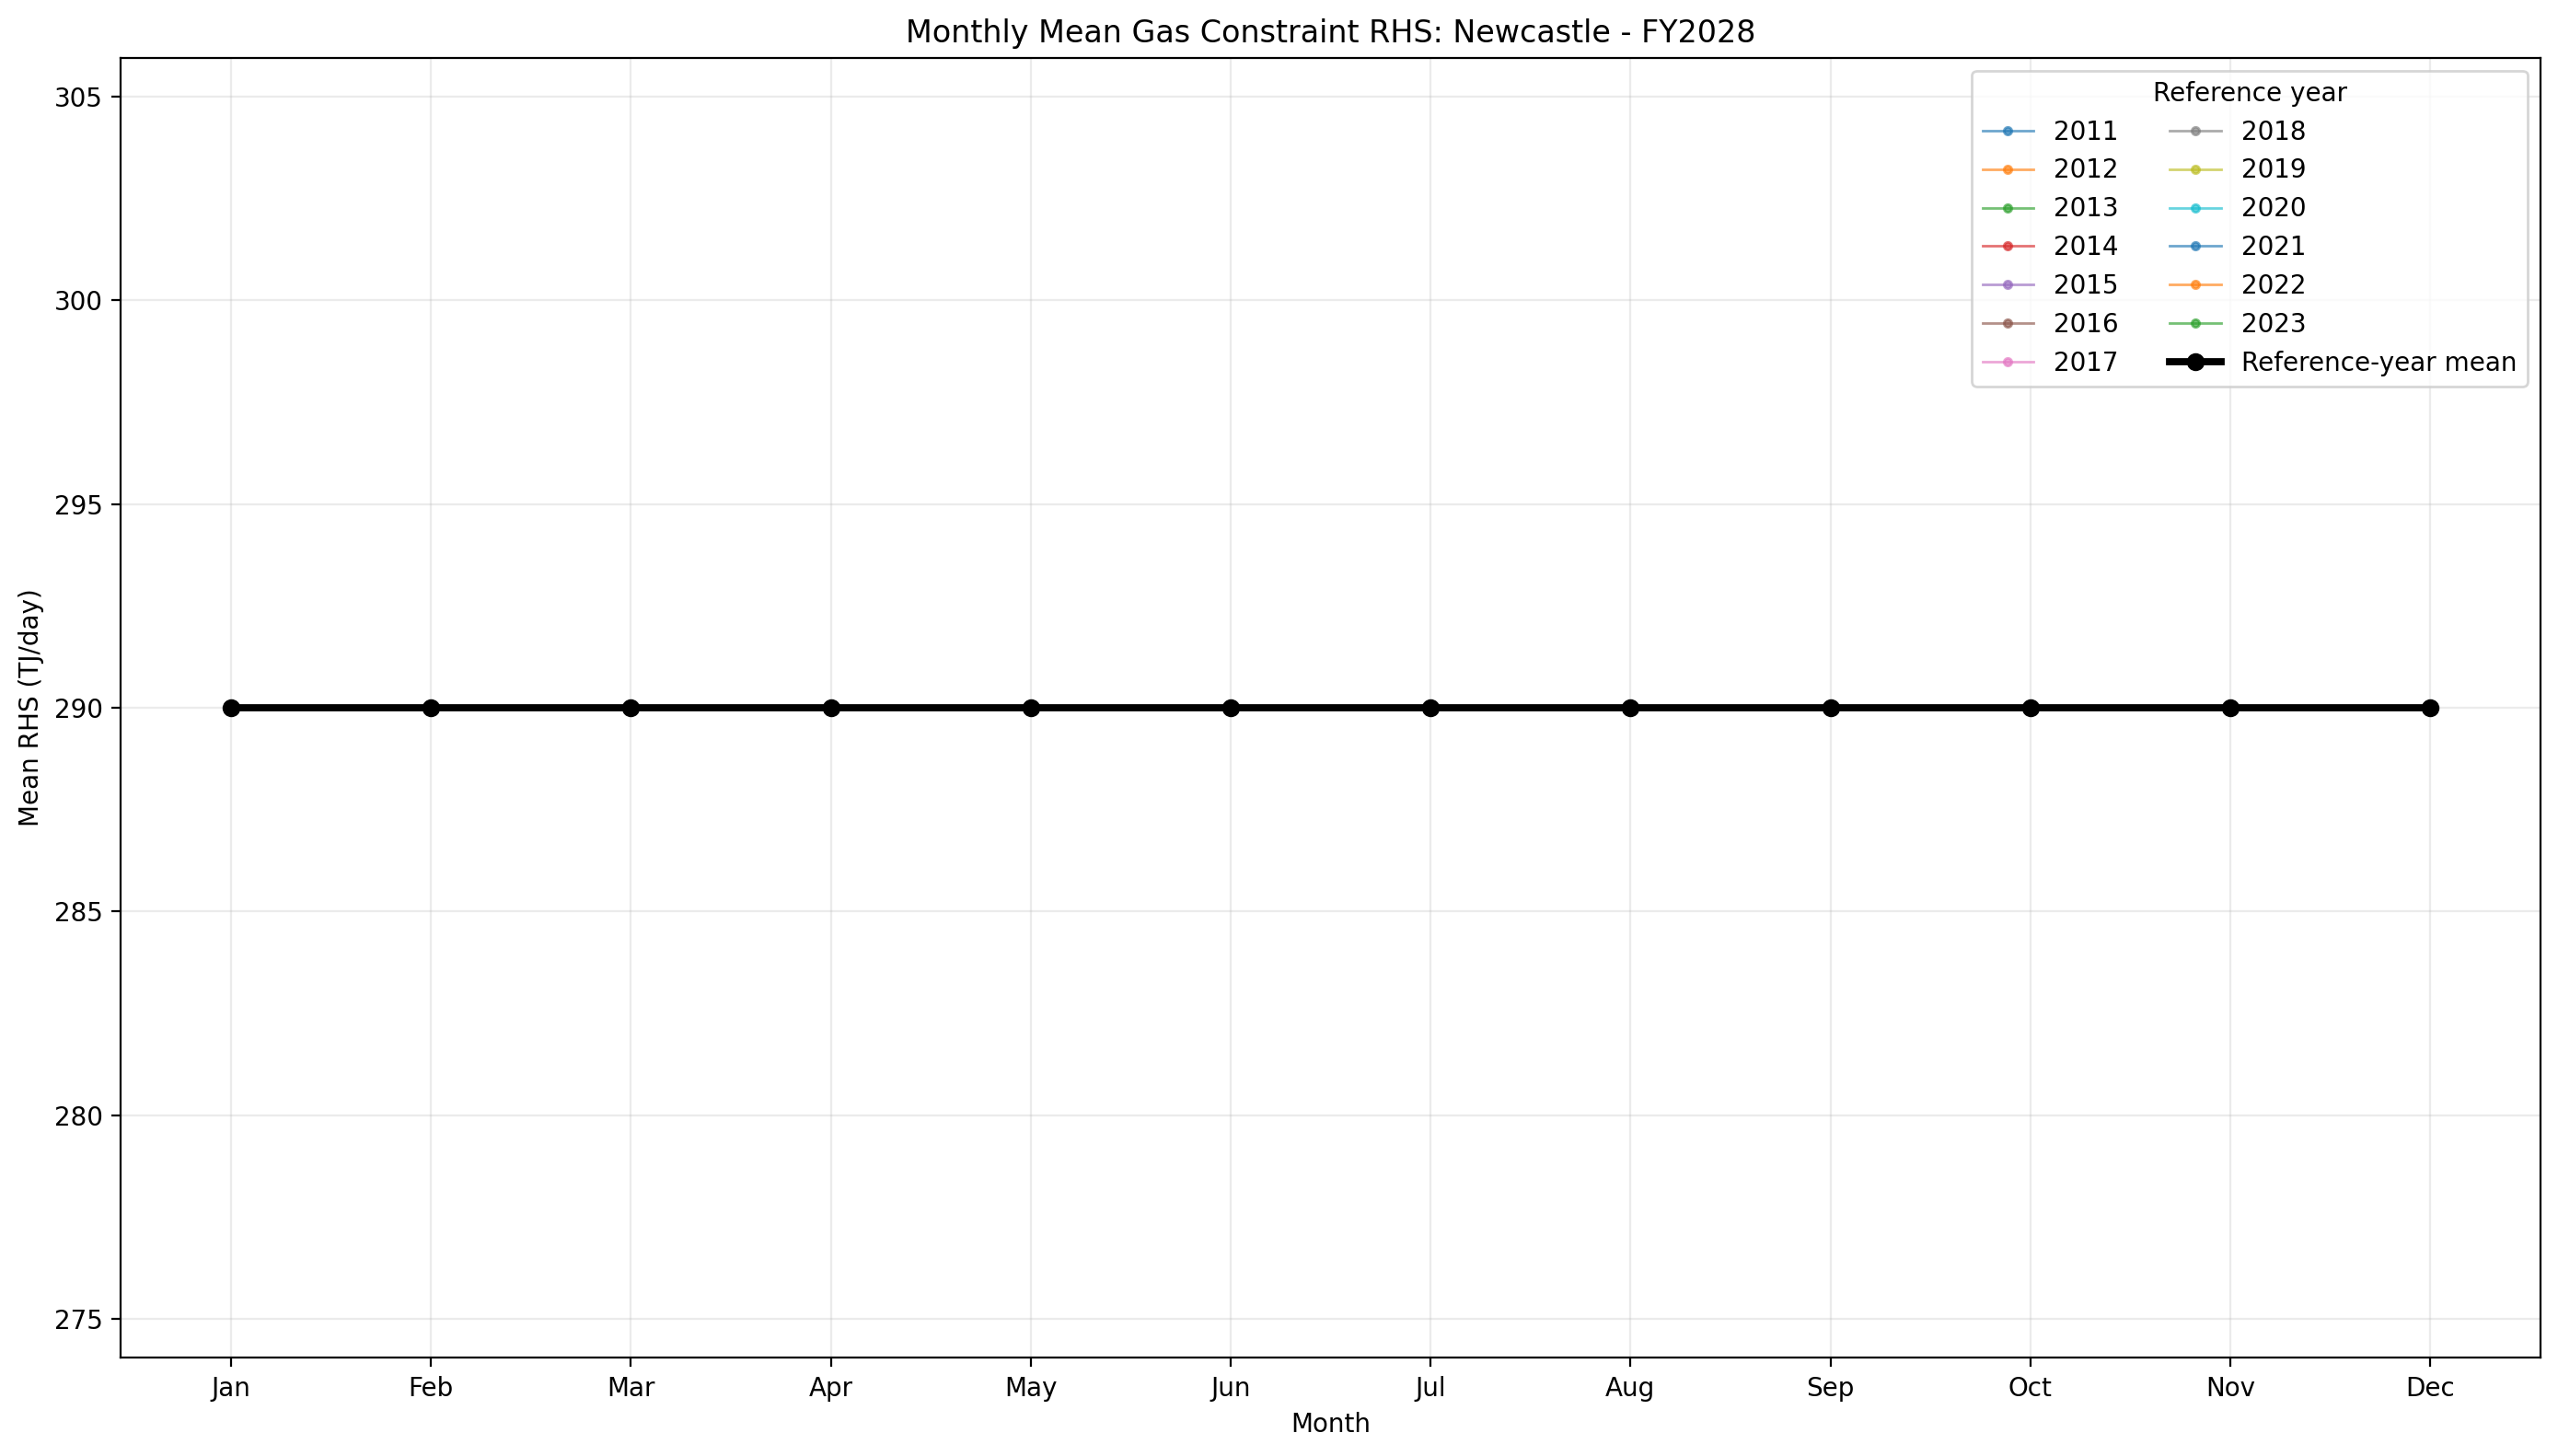 Monthly Mean Gas Constraint RHS: Newcastle - FY2028
Mean RHS (TJ/day)
305
300
295
290
285
280
275
Reference year
2011 2018
2012 2019
2013 2020
2014 2021
2015 2022
2016 2023
2017 Reference-year mean
Jan Feb Mar Apr May Jun Jul Aug Sep Oct Nov Dec
Month